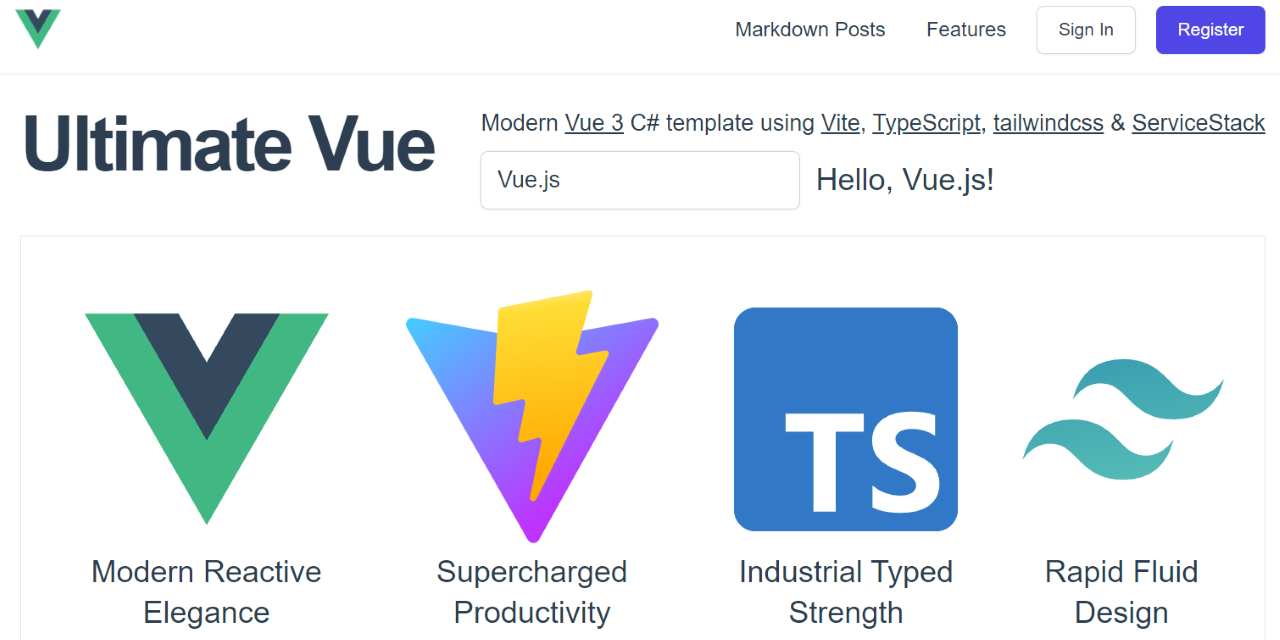 Markdown Posts Features Sign In Register
Ultimate Vue
Modern Vue 3 C# template using Vite, TypeScript, tailwindcss & ServiceStack
Vue.js
Hello, Vue.js!
TS
Modern Reactive
Elegance
Supercharged
Productivity
Industrial Typed
Strength
Rapid Fluid
Design